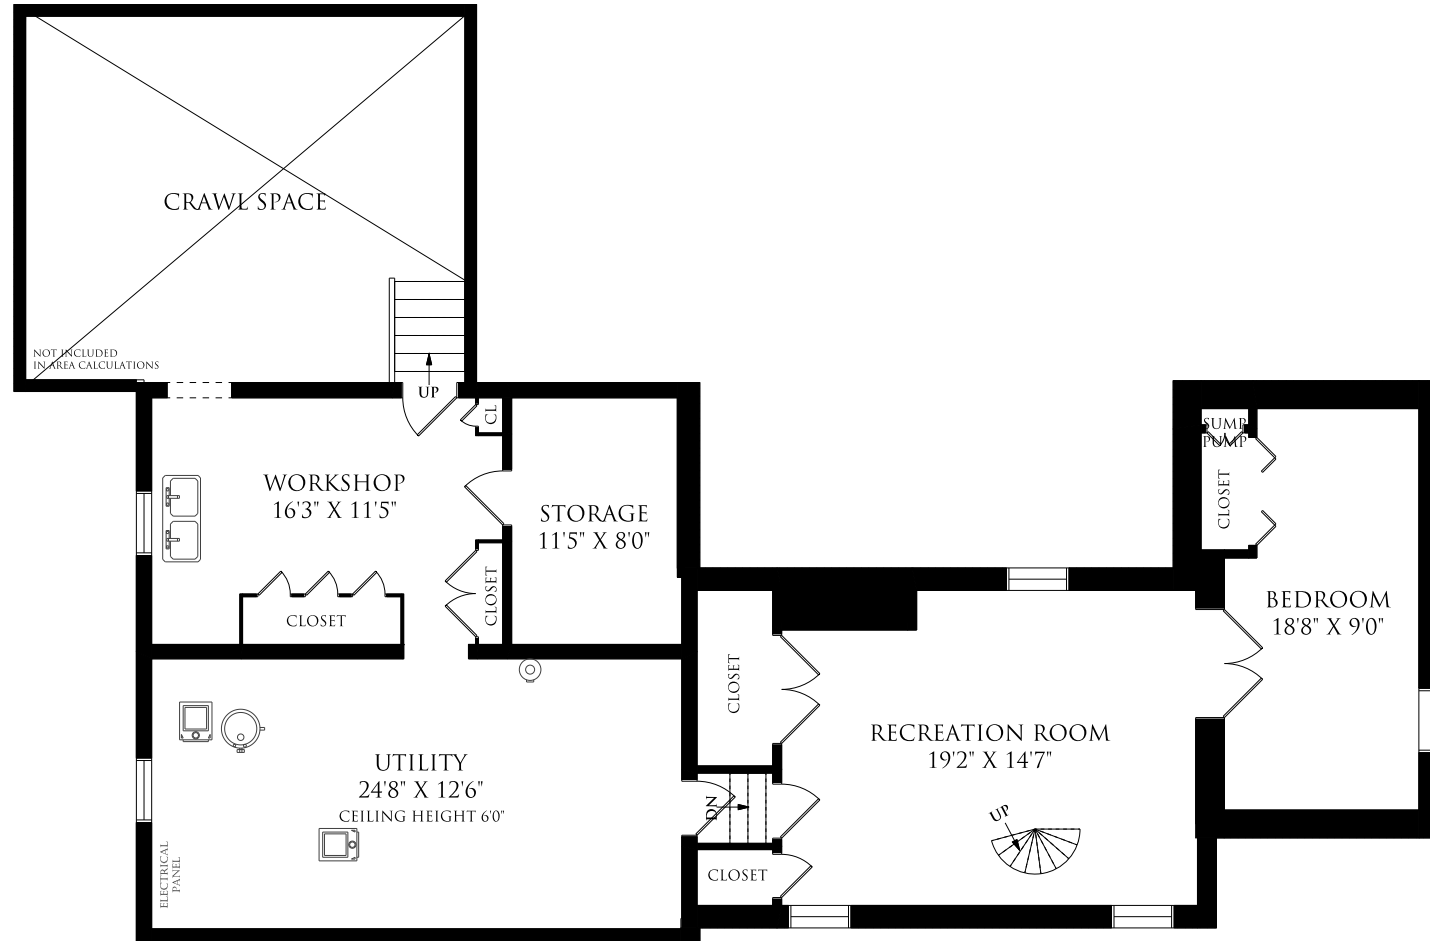 CRAWL SPACE
NOT INCLUDED
IN AREA CALCULATIONS
UP
CL
WORKSHOP
16'3" X 11'5"
STORAGE
11'5" X 8'0"
CLOSET
CLOSET
SUMP
PUMP
CLOSET
BEDROOM
18'8" X 9'0"
CLOSET
RECREATION ROOM
19'2" X 14'7"
UTILITY
24'8" X 12'6"
CEILING HEIGHT 6'0"
DN
UP
ELECTRICAL
PANEL
CLOSET